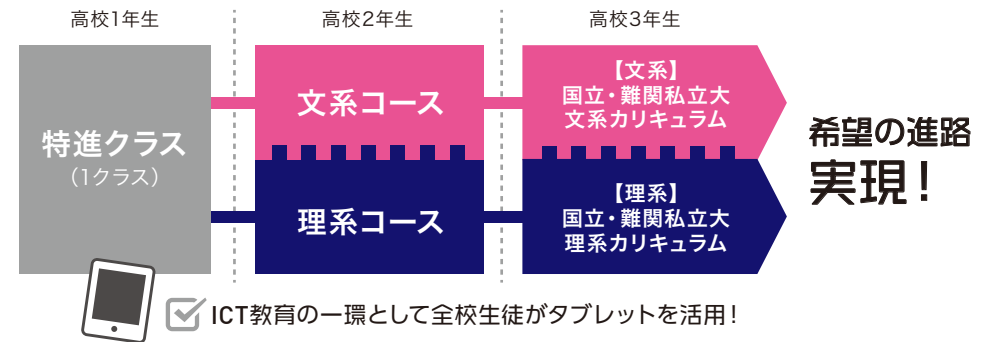 高校1年生
高校2年生
高校3年生
特進クラス
（1クラス）
文系コース
理系コース
【文系】
国立・難関私立大
文系カリキュラム
【理系】
国立・難関私立大
理系カリキュラム
希望の進路
実現！
ICT教育の一環として全校生徒がタブレットを活用！